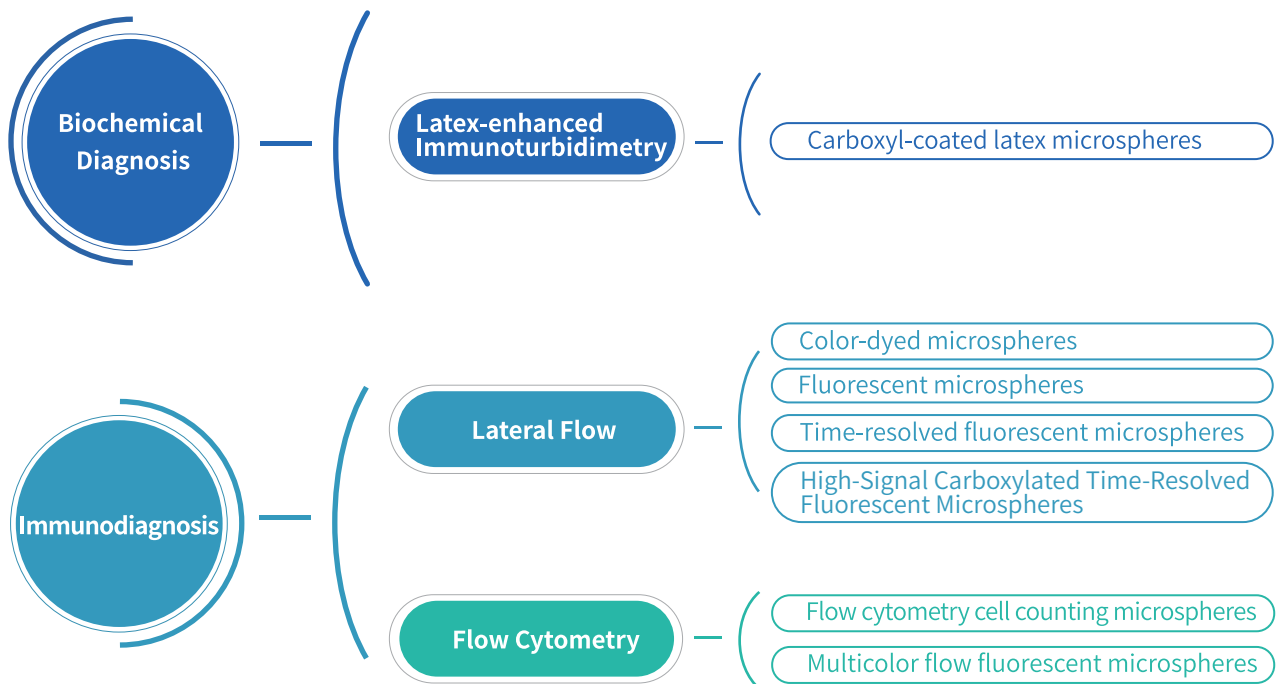 Biochemical
Diagnosis
Latex-enhanced
Immunoturbidimetry
Carboxyl-coated latex microspheres
Immunodiagnosis
Lateral Flow
Color-dyed microspheres
Fluorescent microspheres
Time-resolved fluorescent microspheres
High-Signal Carboxylated Time-Resolved
Fluorescent Microspheres
Flow Cytometry
Flow cytometry cell counting microspheres
Multicolor flow fluorescent microspheres